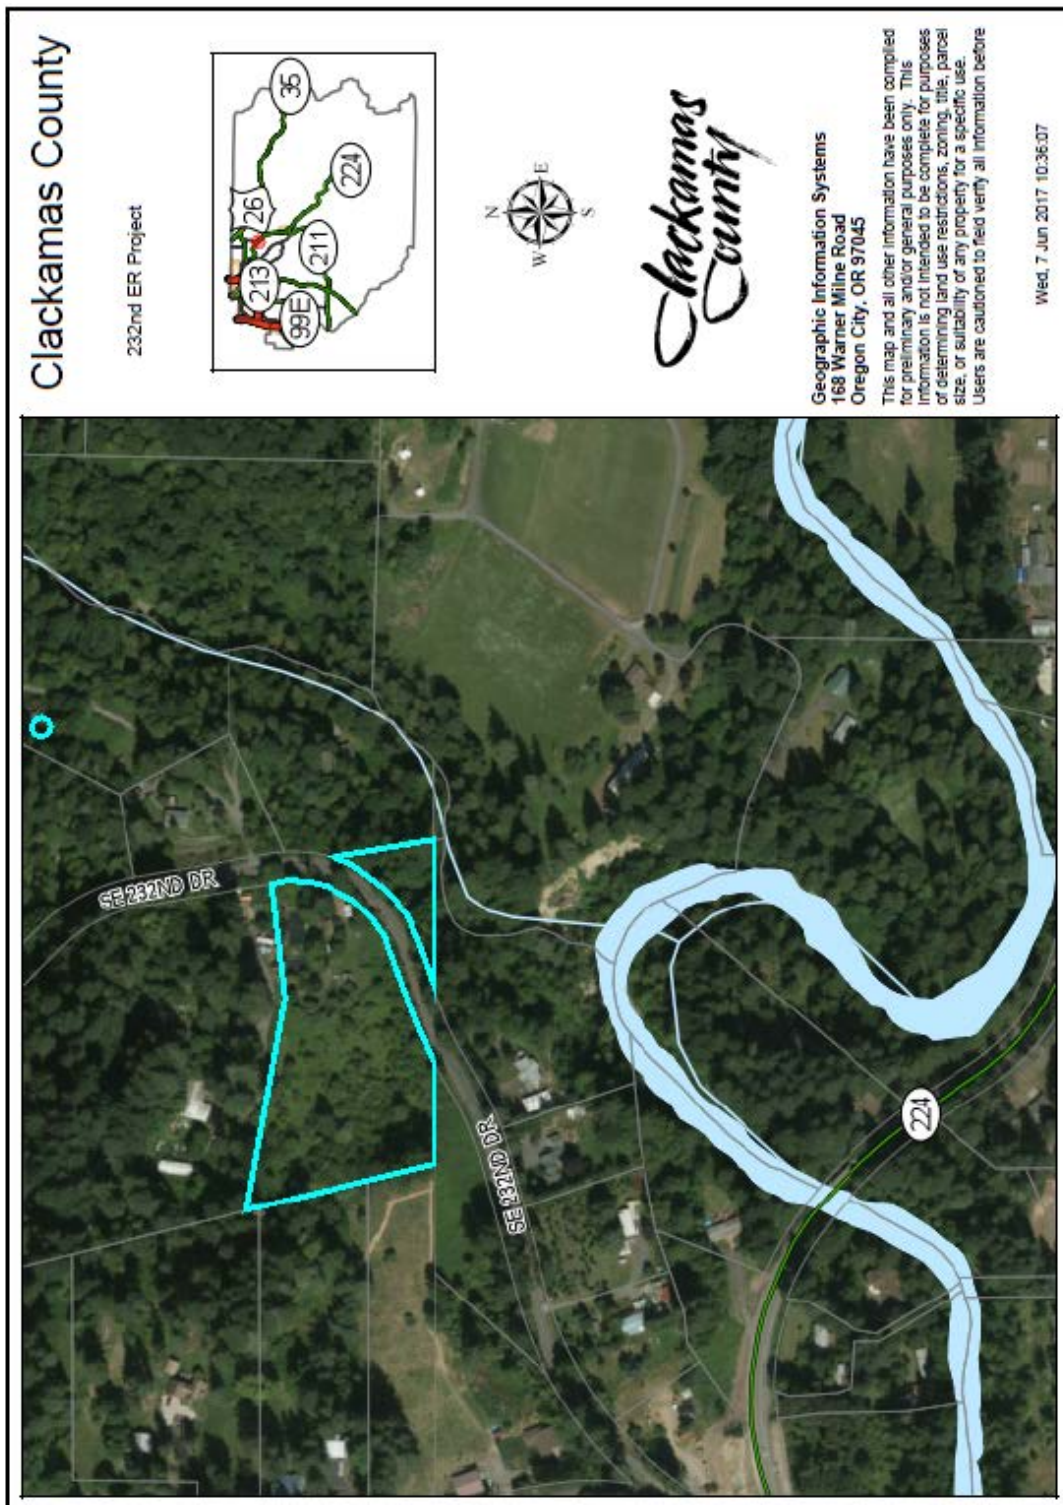 Clackamas County
232nd ER Project
26
35
213
224
99E
211
N
W
E
S
Clackamas
County
Geographic Information Systems
168 Warner Milne Road
Oregon City, OR 97045
This map and all other information have been compiled
for preliminary and/or general purposes only. This
information is not intended to be complete for purposes
of determining land use restrictions, zoning, title, parcel
size, or suitability of any property for a specific use.
Users are cautioned to field verify all information before
Wed, 7 Jun 2017 10:36:07
SE 232ND DR
SE 232ND DR
224